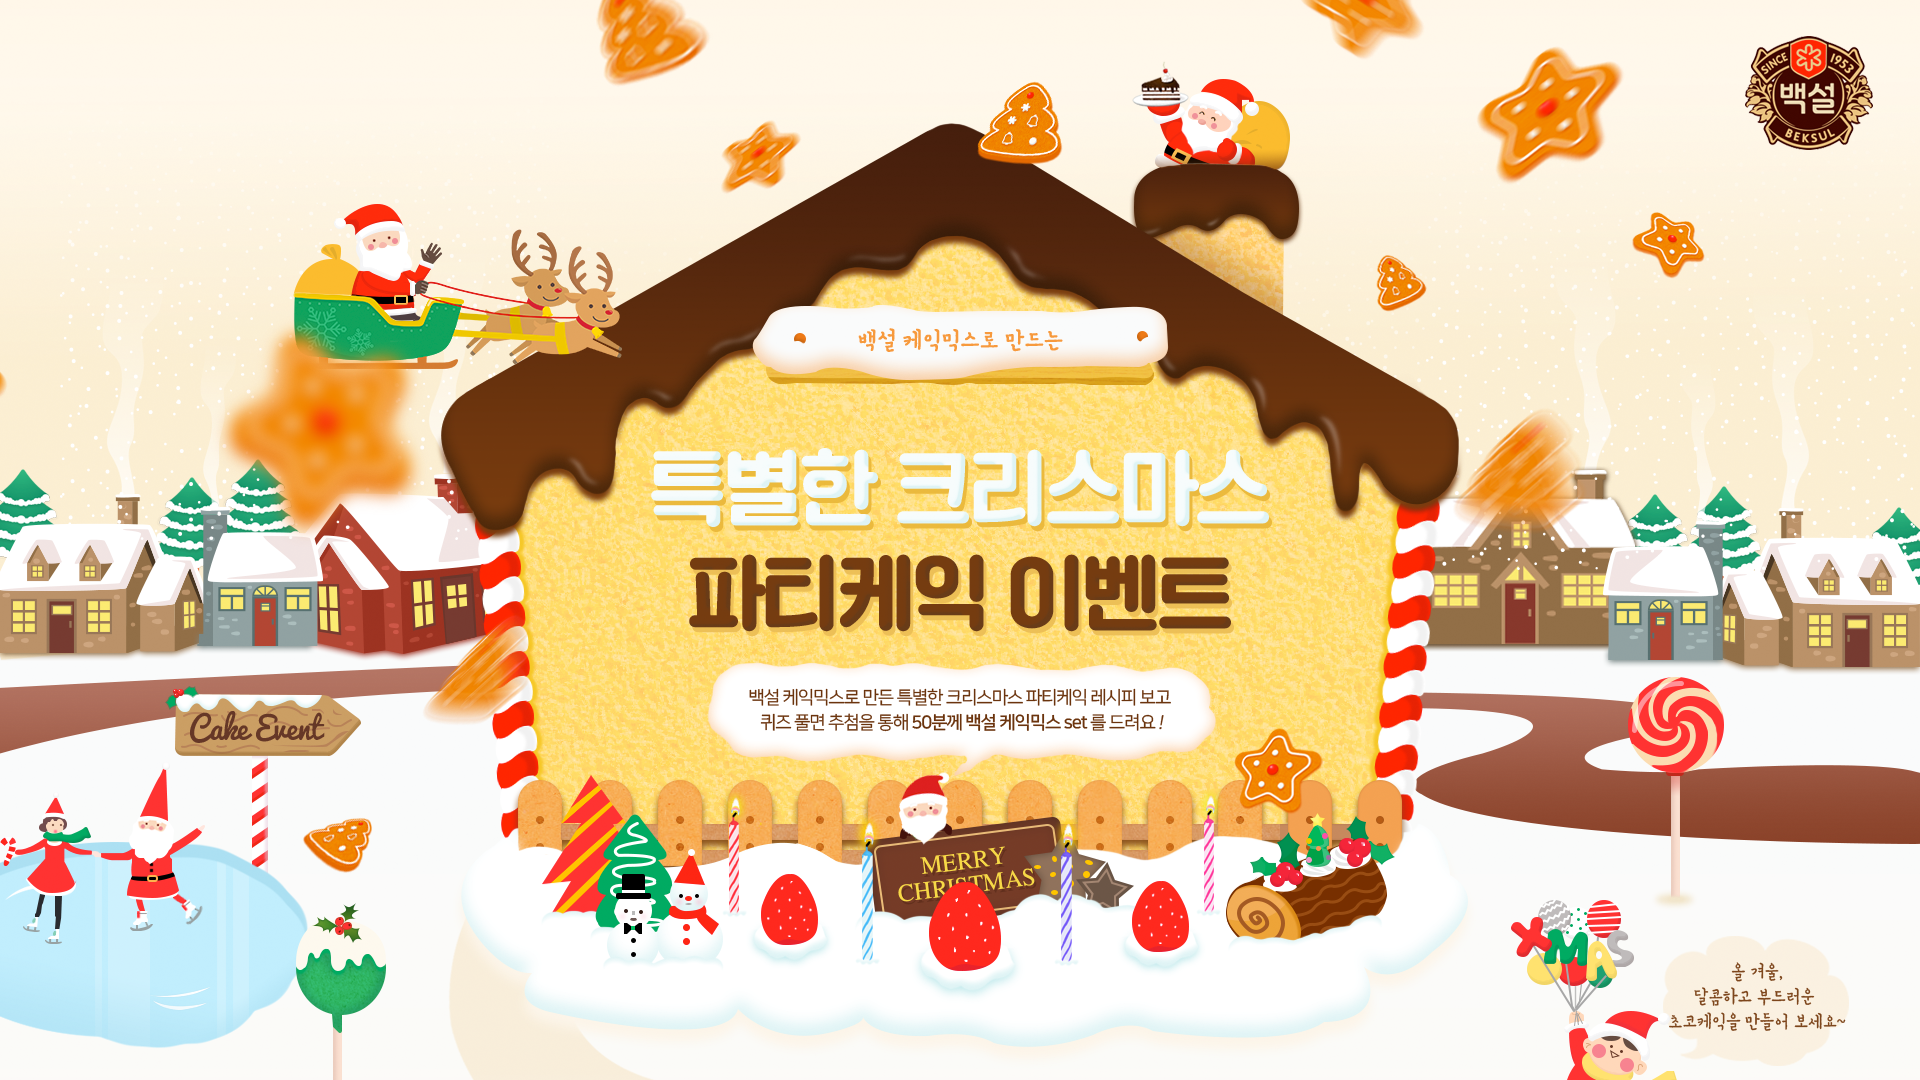 SINCE 1953
백설
BEKSUL
백설 케익믹스로 만드는
특별한 크리스마스
파티케익 이벤트
백설 케익믹스로 만든 특별한 크리스마스 파티케익 레시피 보고
퀴즈 풀면 추첨을 통해 50분께 백설 케익믹스 set 를 드려요 !
Cake Event
MERRY
CHRISTMAS
XMAS
올 겨울,
달콤하고 부드러운
초코케익을 만들어 보세요~